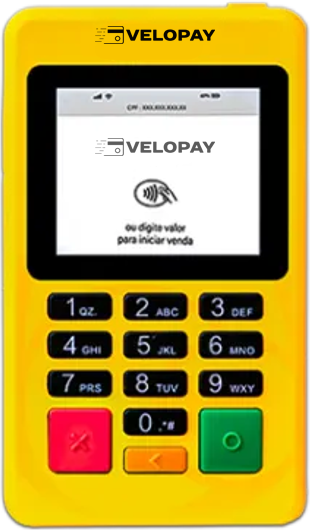 VELOPAY
CPF: XXX.XXX.XXX.XX
VELOPAY
ou digite valor
para iniciar venda
1 QZ. 2 ABC 3 DEF
4 GHI 5 JKL 6 MNO
7 PRS 8 TUV 9 WXY
0 .*#